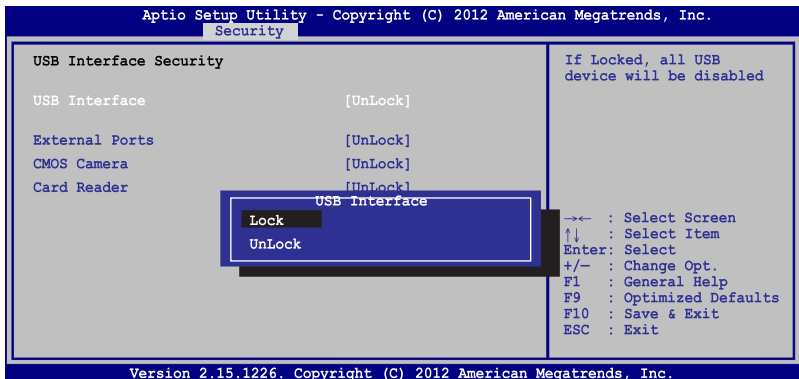 Aptio Setup Utility - Copyright (C) 2012 American Megatrends, Inc.
Security
USB Interface Security
USB Interface [UnLock]
External Ports [UnLock]
CMOS Camera [UnLock]
Card Reader [UnLock]
USB Interface
Lock
UnLock
If Locked, all USB
device will be disabled
→← : Select Screen
↑↓ : Select Item
Enter: Select
+/— : Change Opt.
F1 : General Help
F9 : Optimized Defaults
F10 : Save & Exit
ESC : Exit
Version 2.15.1226. Copyright (C) 2012 American Megatrends, Inc.